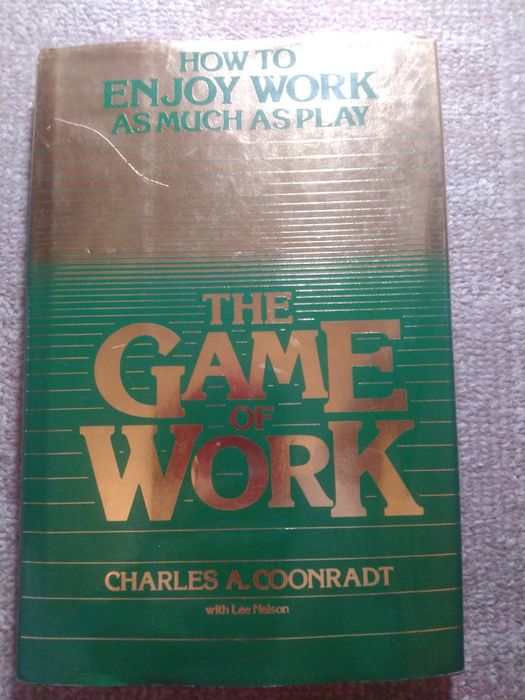 HOW TO
ENJOY WORK
AS MUCH AS PLAY
THE
GAME
OF
WORK
CHARLES A. COONRADT
with Lee Nelson